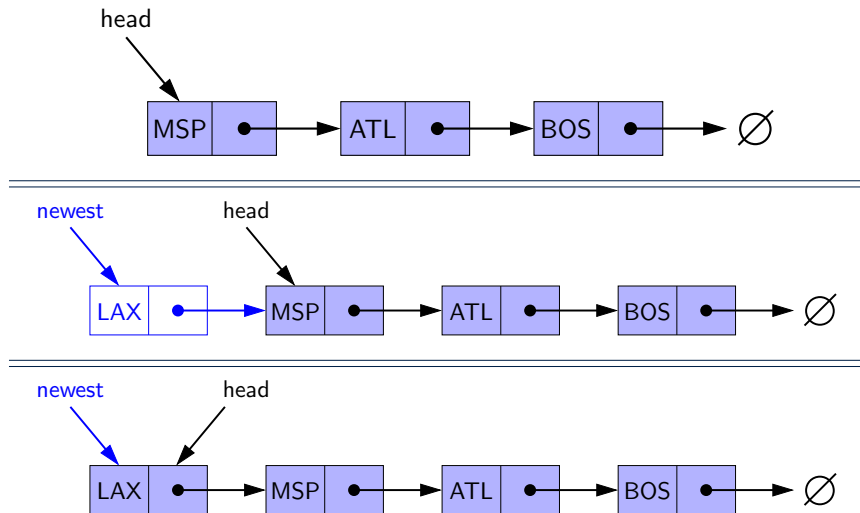 head
MSP ATL BOS ∅
newest head
LAX MSP ATL BOS ∅
newest head
LAX MSP ATL BOS ∅